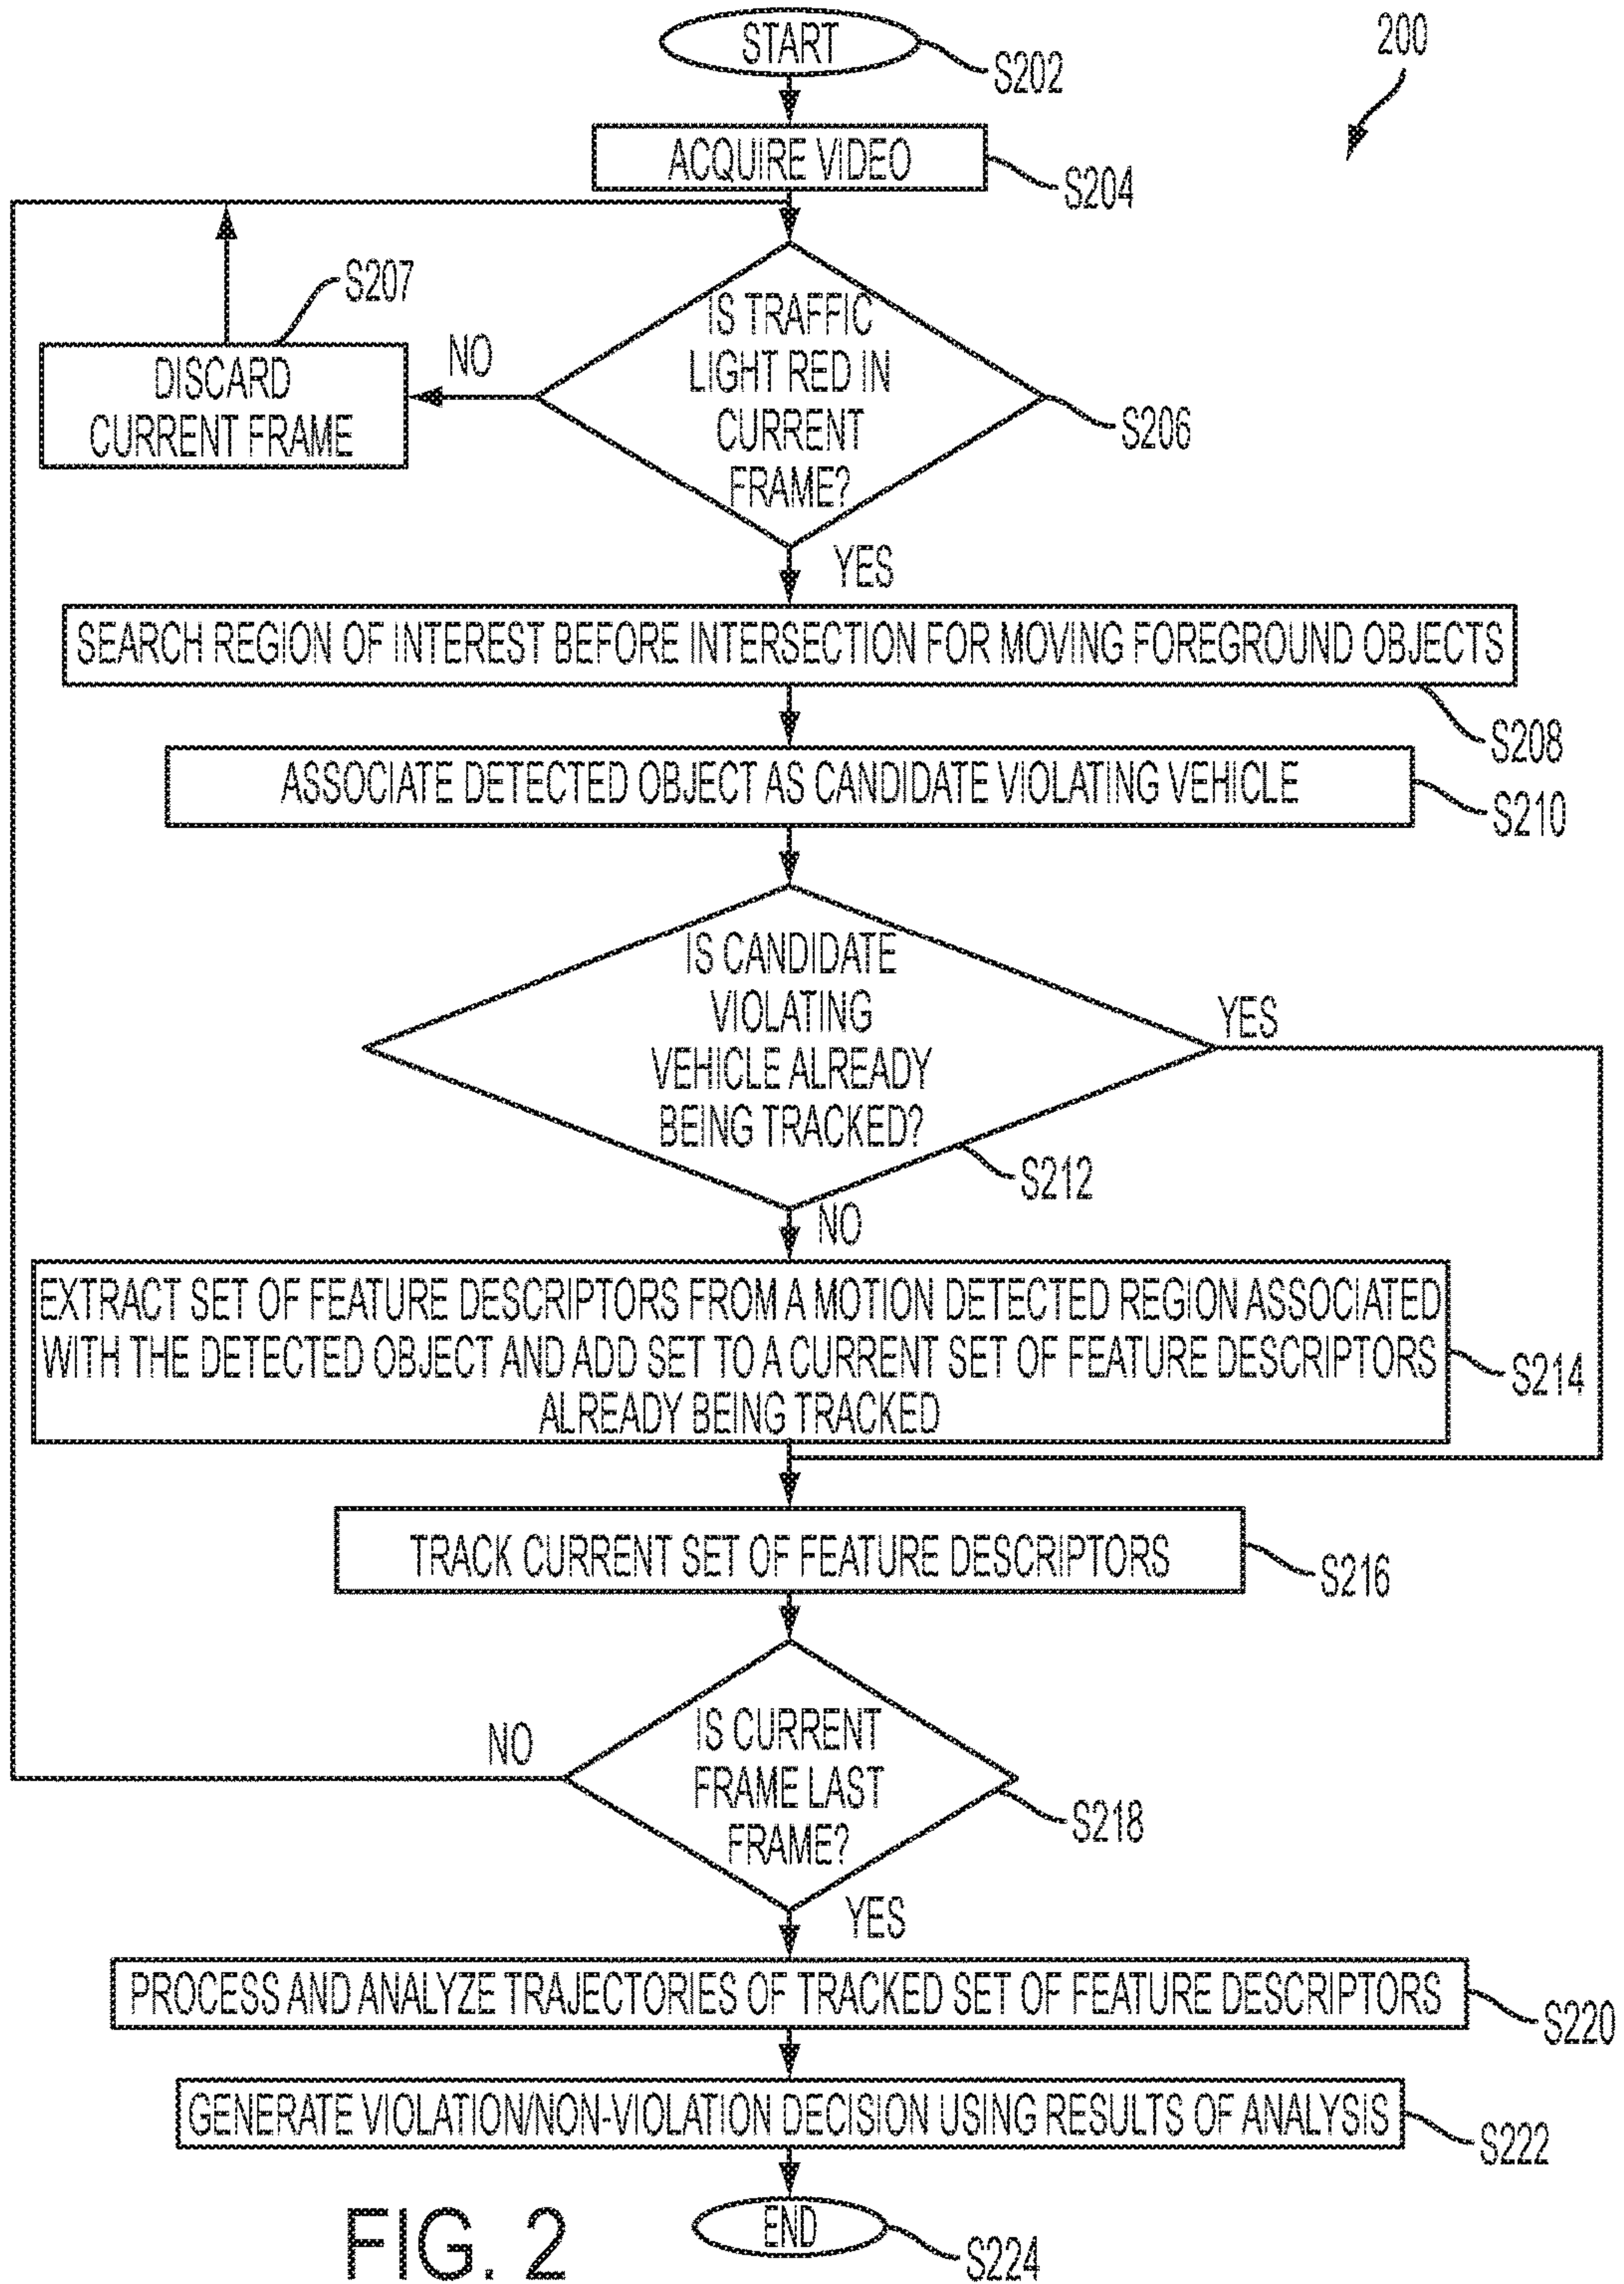 START
S202
200
ACQUIRE VIDEO
S204
S207
IS TRAFFIC
LIGHT RED IN
CURRENT
FRAME?
NO
DISCARD
CURRENT FRAME
S206
YES
SEARCH REGION OF INTEREST BEFORE INTERSECTION FOR MOVING FOREGROUND OBJECTS
S208
ASSOCIATE DETECTED OBJECT AS CANDIDATE VIOLATING VEHICLE
S210
IS CANDIDATE
VIOLATING
VEHICLE ALREADY
BEING TRACKED?
YES
S212
NO
EXTRACT SET OF FEATURE DESCRIPTORS FROM A MOTION DETECTED REGION ASSOCIATED
WITH THE DETECTED OBJECT AND ADD SET TO A CURRENT SET OF FEATURE DESCRIPTORS
ALREADY BEING TRACKED
S214
TRACK CURRENT SET OF FEATURE DESCRIPTORS
S216
IS CURRENT
FRAME LAST
FRAME?
NO
S218
YES
PROCESS AND ANALYZE TRAJECTORIES OF TRACKED SET OF FEATURE DESCRIPTORS
S220
GENERATE VIOLATION/NON-VIOLATION DECISION USING RESULTS OF ANALYSIS
S222
END
S224
FIG. 2